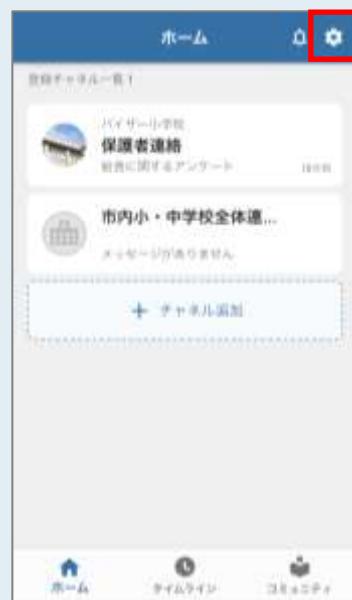 ホーム
登録チャネル一覧
バイザー小学校
保護者連絡
給食に関するアンケート
市内小・中学校全体連...
メッセージがありません
＋ チャネル追加
ホーム
タイムライン
コミュニティ